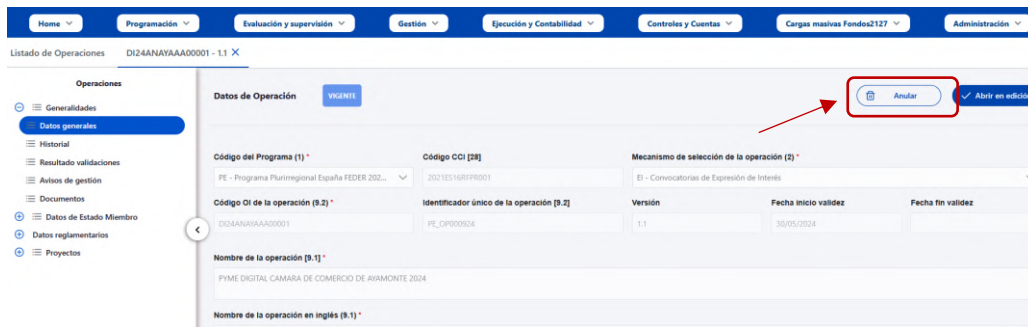 Home Programación Evaluación y supervisión Gestión Ejecución y Contabilidad Controles y Cuentas Cargas masivas Fondos2127 Administración
Listado de Operaciones DI24ANAYAAA00001 - 1.1 X
Operaciones
Generalidades
Datos generales
Historial
Resultado validaciones
Avisos de gestión
Documentos
Datos de Estado Miembro
Datos reglamentarios
Proyectos
Datos de Operación VIGENTE Anular Abrir en edición
Código del Programa (1) * Código CCI [28] Mecanismo de selección de la operación (2) *
PE - Programa Plurirregional España FEDER 202... 2021ES16RFPR001 EI - Convocatorias de Expresión de Interés
Código OI de la operación (9.2) * Identificador único de la operación [9.2] Versión Fecha inicio validez Fecha fin validez
DI24ANAYAAA00001 PE_OP000924 1.1 30/05/2024
Nombre de la operación [9.1] *
PYME DIGITAL CAMARA DE COMERCIO DE AYAMONTE 2024
Nombre de la operación en inglés (9.1) *